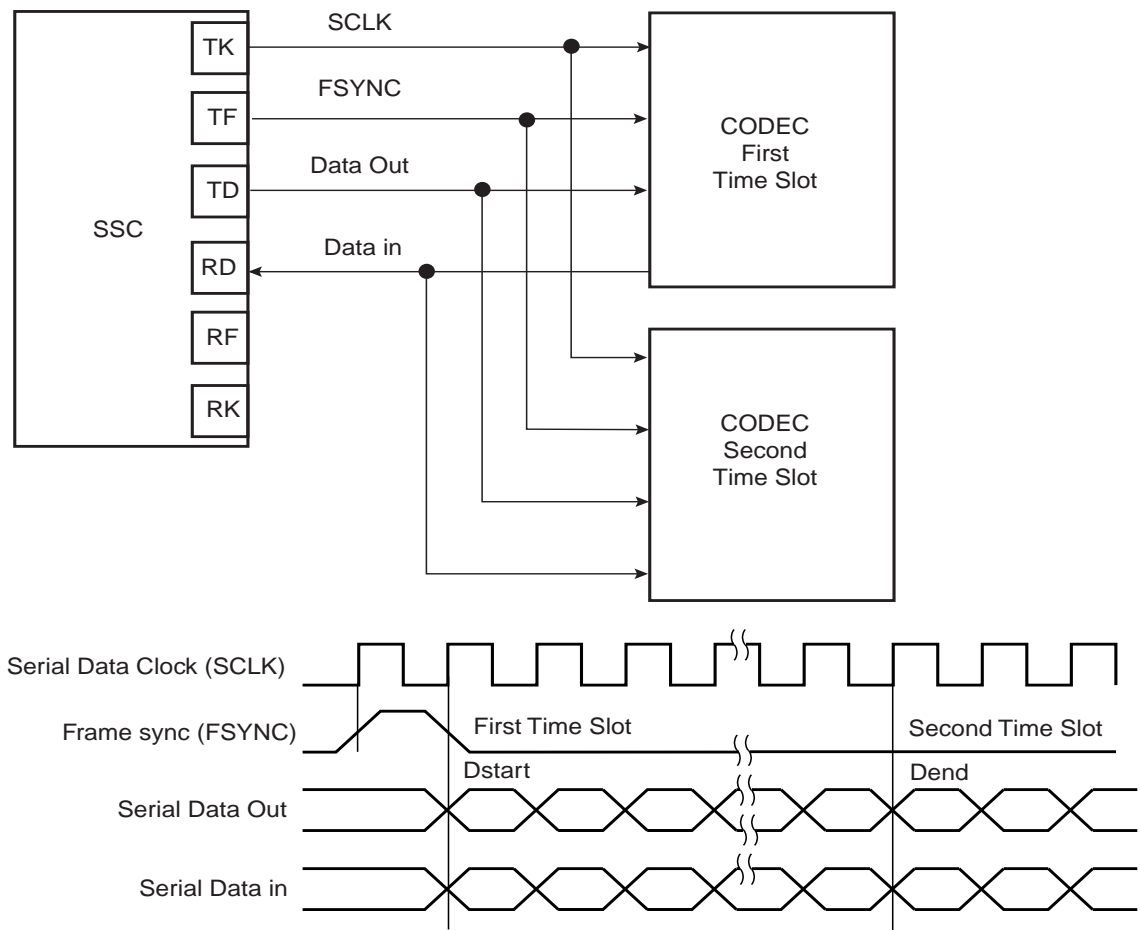 SCLK
TK
FSYNC
TF
CODEC
First
Time Slot
Data Out
TD
SSC
Data in
RD
RF
RK
CODEC
Second
Time Slot
Serial Data Clock (SCLK)
Frame sync (FSYNC)
First Time Slot
Second Time Slot
Dstart
Dend
Serial Data Out
Serial Data in